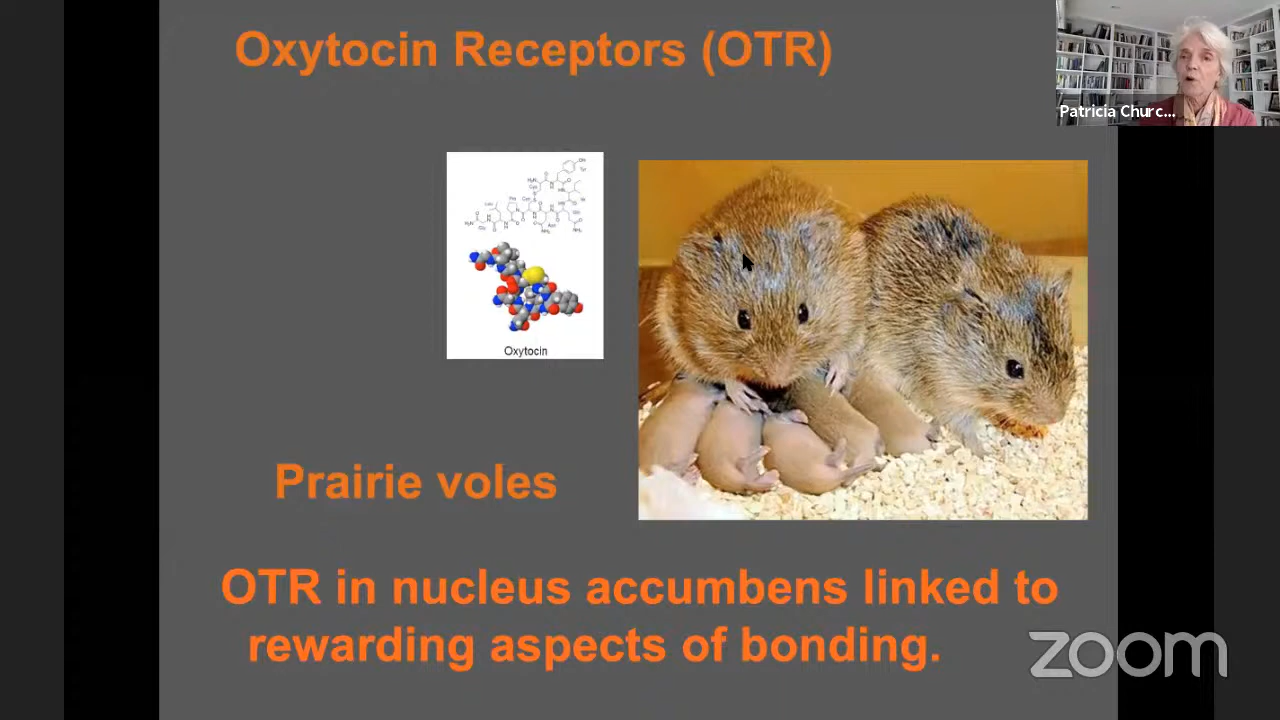 Oxytocin Receptors (OTR)
Patricia Churc...
Oxytocin
Prairie voles
OTR in nucleus accumbens linked to
rewarding aspects of bonding.
zoom